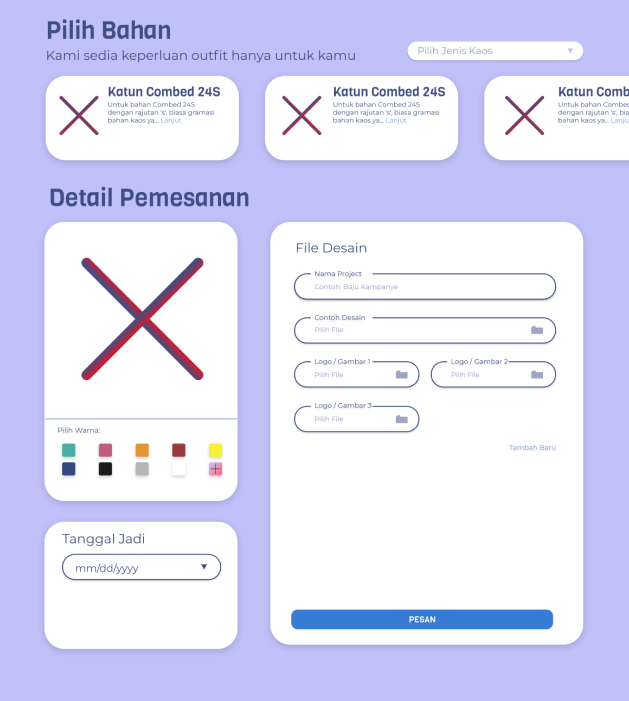 Pilih Bahan
Kami sedia keperluan outfit hanya untuk kamu
Pilih Jenis Kaos
Katun Combed 24S
Untuk bahan Combed 24S
dengan rajutan 's', biasa gramasi
bahan kaos ya... Lanjut
Katun Combed 24S
Untuk bahan Combed 24S
dengan rajutan 's', biasa gramasi
bahan kaos ya... Lanjut
Katun Comb
Untuk bahan Combed
dengan rajutan 's', bia
bahan kaos ya... Lanju
Detail Pemesanan
Pilih Warna:
Tanggal Jadi
mm/dd/yyyy
File Desain
Nama Project
Contoh: Baju Kampanye
Contoh Desain
Pilih File
Logo / Gambar 1
Pilih File
Logo / Gambar 2
Pilih File
Logo / Gambar 3
Pilih File
Tambah Baru
PESAN